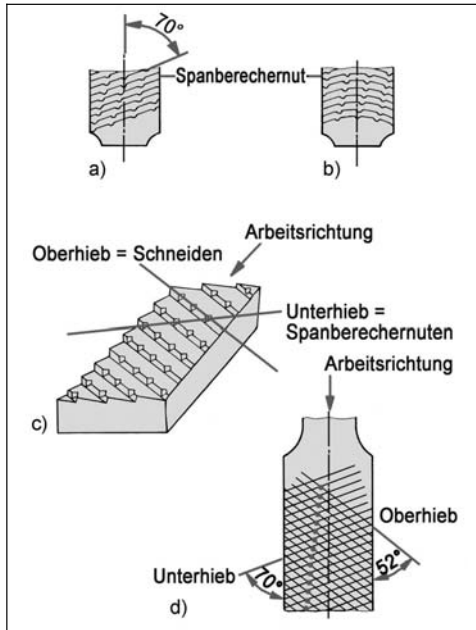 70°
Spanberechernut
a)
b)
Arbeitsrichtung
Oberhieb = Schneiden
Unterhieb =
Spanberechernuten
Arbeitsrichtung
c)
Oberhieb
Unterhieb
70°
52°
d)